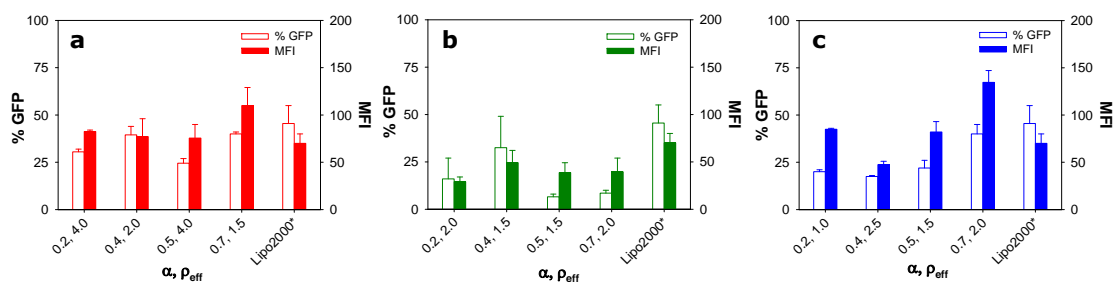 a
% GFP
MFI
100
75
50
25
0
200
150
100
50
0
% GFP
MFI
0.2, 4.0
0.4, 2.0
0.5, 4.0
0.7, 1.5
Lipo2000*
α, ρeff
b
% GFP
MFI
100
75
50
25
0
200
150
100
50
0
% GFP
MFI
0.2, 2.0
0.4, 1.5
0.5, 1.5
0.7, 2.0
Lipo2000*
α, ρeff
c
% GFP
MFI
100
75
50
25
0
200
150
100
50
0
% GFP
MFI
0.2, 1.0
0.4, 2.5
0.5, 1.5
0.7, 2.0
Lipo2000*
α, ρeff